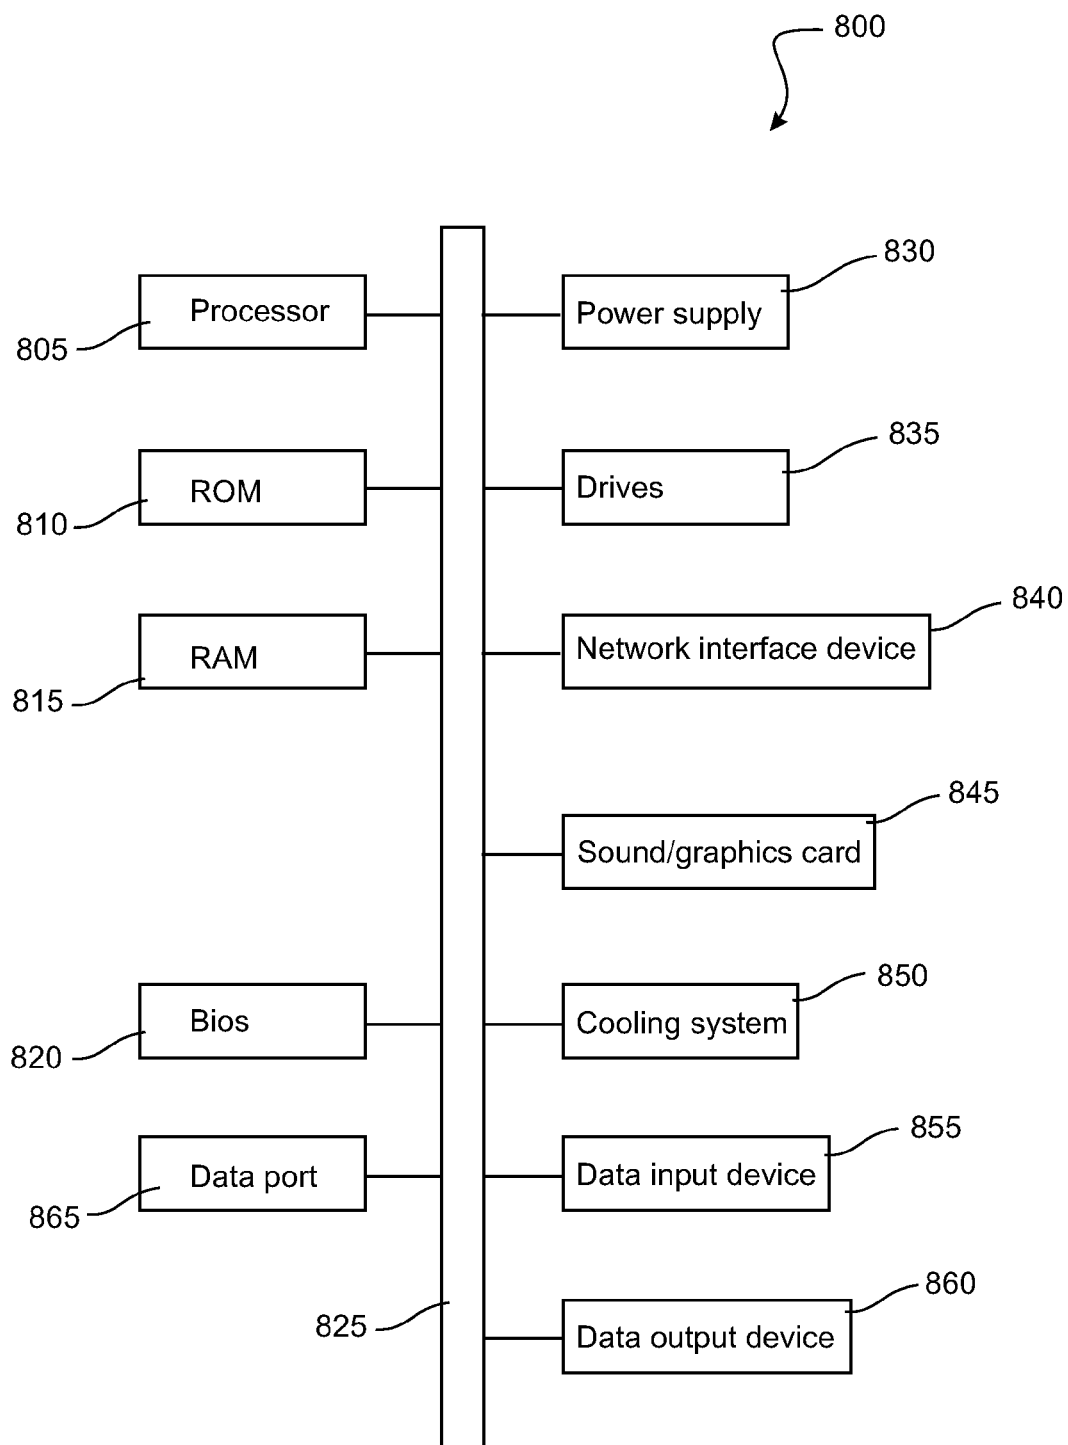 800
830
Processor
Power supply
805
835
ROM
Drives
810
840
RAM
Network interface device
815
845
Sound/graphics card
850
Bios
Cooling system
820
855
Data port
Data input device
865
860
825
Data output device